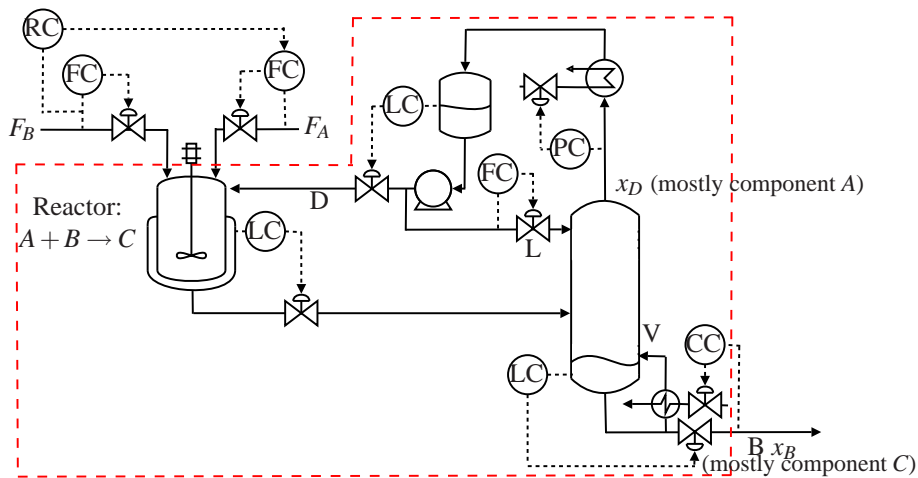 RC
FC
FC
F_B
F_A
LC
PC
FC
D
x_D (mostly component A)
Reactor:
A + B → C
LC
L
V
CC
LC
B x_B
(mostly component C)